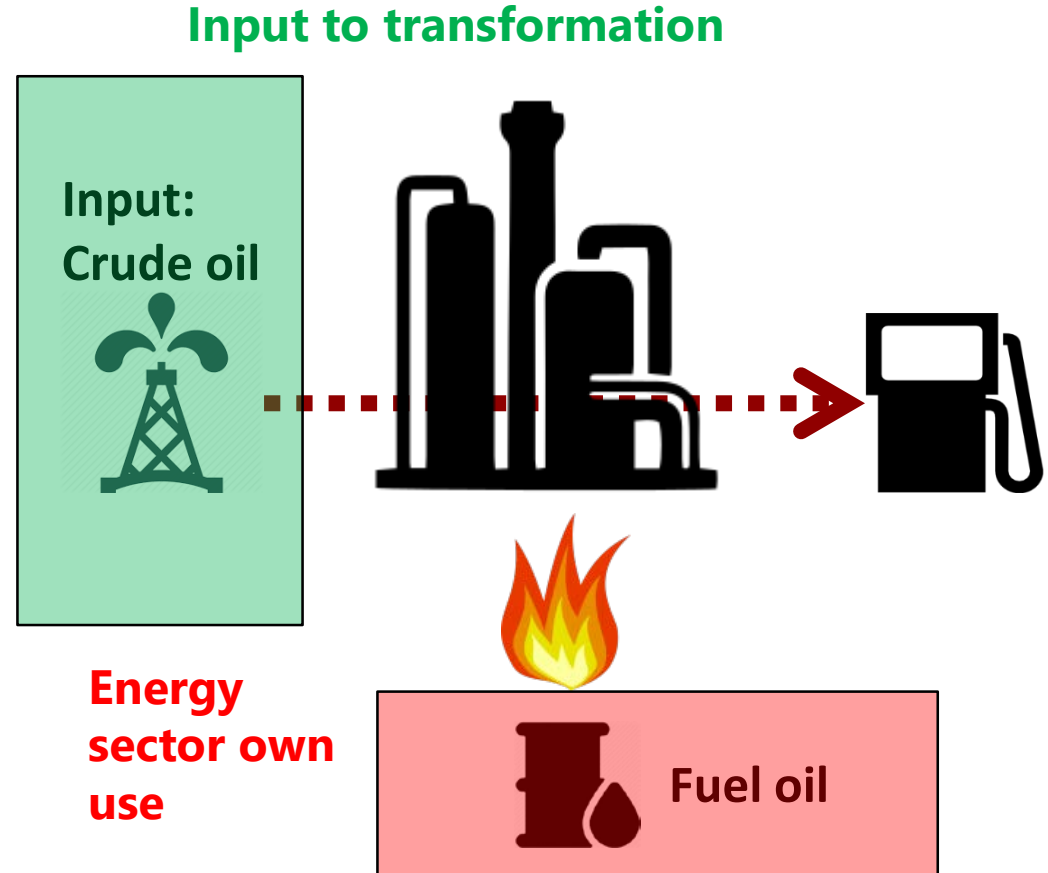 Input to transformation
Input:
Crude oil
Energy
sector own
use
Fuel oil